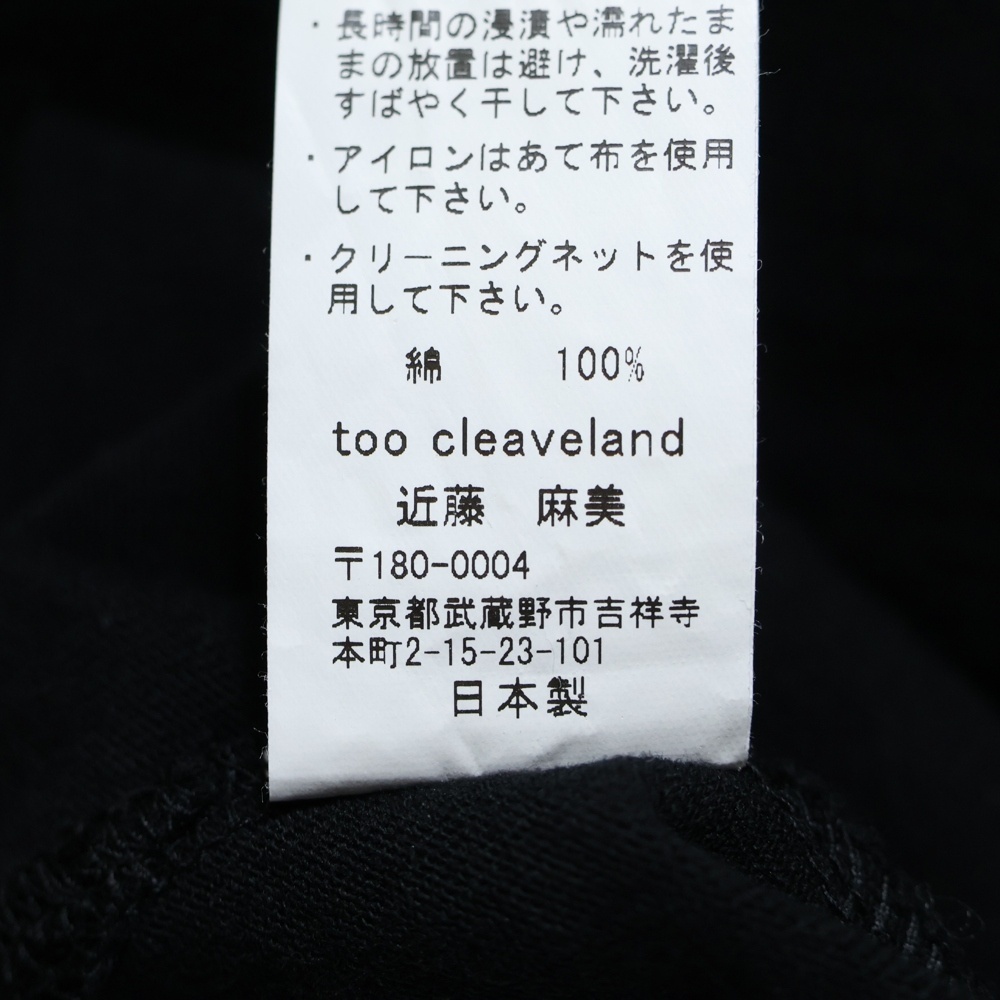 ・長時間の浸漬や濡れたま
まの放置は避け、洗濯後
すばやく干して下さい。
・アイロンはあて布を使用
して下さい。
・クリーニングネットを使
用して下さい。
綿 100%
too cleaveland
近藤 麻美
〒180-0004
東京都武蔵野市吉祥寺
本町2-15-23-101
日本製